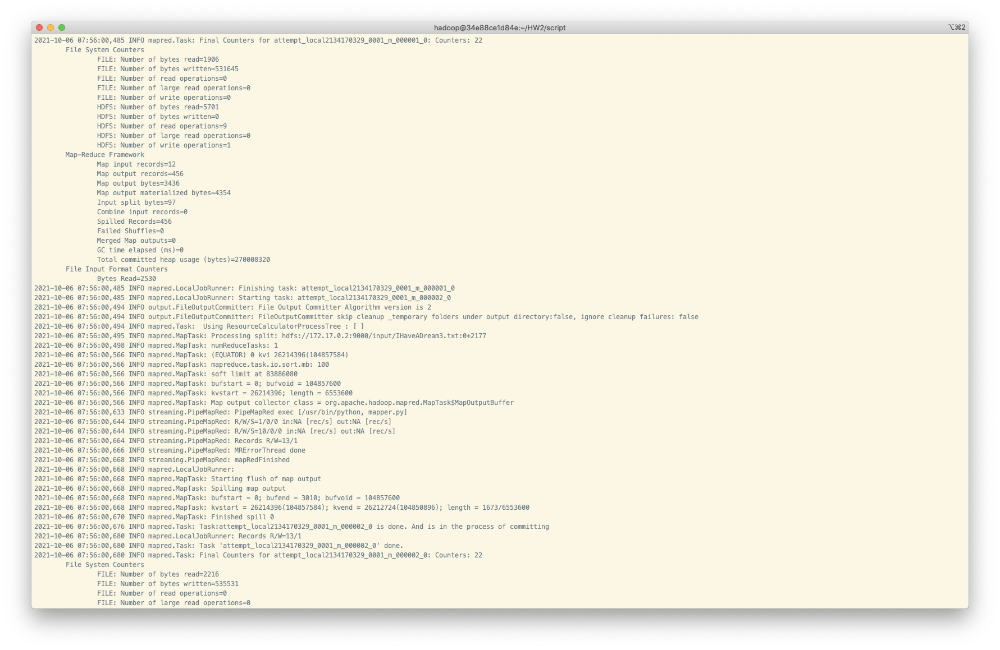 hadoop@34e88ce1d84e:~/HW2/script
⌥⌘2
2021-10-06 07:56:00,485 INFO mapred.Task: Final Counters for attempt_local2134170329_0001_m_000001_0: Counters: 22
File System Counters
FILE: Number of bytes read=1906
FILE: Number of bytes written=531645
FILE: Number of read operations=0
FILE: Number of large read operations=0
FILE: Number of write operations=0
HDFS: Number of bytes read=5701
HDFS: Number of bytes written=0
HDFS: Number of read operations=9
HDFS: Number of large read operations=0
HDFS: Number of write operations=1
Map-Reduce Framework
Map input records=12
Map output records=456
Map output bytes=3436
Map output materialized bytes=4354
Input split bytes=97
Combine input records=0
Spilled Records=456
Failed Shuffles=0
Merged Map outputs=0
GC time elapsed (ms)=0
Total committed heap usage (bytes)=270008320
File Input Format Counters
Bytes Read=2530
2021-10-06 07:56:00,485 INFO mapred.LocalJobRunner: Finishing task: attempt_local2134170329_0001_m_000001_0
2021-10-06 07:56:00,485 INFO mapred.LocalJobRunner: Starting task: attempt_local2134170329_0001_m_000002_0
2021-10-06 07:56:00,494 INFO output.FileOutputCommitter: File Output Committer Algorithm version is 2
2021-10-06 07:56:00,494 INFO output.FileOutputCommitter: FileOutputCommitter skip cleanup _temporary folders under output directory:false, ignore cleanup failures: false
2021-10-06 07:56:00,494 INFO mapred.Task:  Using ResourceCalculatorProcessTree : [ ]
2021-10-06 07:56:00,495 INFO mapred.MapTask: Processing split: hdfs://172.17.0.2:9000/input/IHaveADream3.txt:0+2177
2021-10-06 07:56:00,498 INFO mapred.MapTask: numReduceTasks: 1
2021-10-06 07:56:00,566 INFO mapred.MapTask: (EQUATOR) 0 kvi 26214396(104857584)
2021-10-06 07:56:00,566 INFO mapred.MapTask: mapreduce.task.io.sort.mb: 100
2021-10-06 07:56:00,566 INFO mapred.MapTask: soft limit at 83886080
2021-10-06 07:56:00,566 INFO mapred.MapTask: bufstart = 0; bufvoid = 104857600
2021-10-06 07:56:00,566 INFO mapred.MapTask: kvstart = 26214396; length = 6553600
2021-10-06 07:56:00,566 INFO mapred.MapTask: Map output collector class = org.apache.hadoop.mapred.MapTask$MapOutputBuffer
2021-10-06 07:56:00,633 INFO streaming.PipeMapRed: PipeMapRed exec [/usr/bin/python, mapper.py]
2021-10-06 07:56:00,644 INFO streaming.PipeMapRed: R/W/S=1/0/0 in:NA [rec/s] out:NA [rec/s]
2021-10-06 07:56:00,644 INFO streaming.PipeMapRed: R/W/S=10/0/0 in:NA [rec/s] out:NA [rec/s]
2021-10-06 07:56:00,664 INFO streaming.PipeMapRed: Records R/W=13/1
2021-10-06 07:56:00,666 INFO streaming.PipeMapRed: MRErrorThread done
2021-10-06 07:56:00,668 INFO streaming.PipeMapRed: mapRedFinished
2021-10-06 07:56:00,668 INFO mapred.LocalJobRunner:
2021-10-06 07:56:00,668 INFO mapred.MapTask: Starting flush of map output
2021-10-06 07:56:00,668 INFO mapred.MapTask: Spilling map output
2021-10-06 07:56:00,668 INFO mapred.MapTask: bufstart = 0; bufend = 3010; bufvoid = 104857600
2021-10-06 07:56:00,668 INFO mapred.MapTask: kvstart = 26214396(104857584); kvend = 26212724(104850896); length = 1673/6553600
2021-10-06 07:56:00,670 INFO mapred.MapTask: Finished spill 0
2021-10-06 07:56:00,676 INFO mapred.Task: Task:attempt_local2134170329_0001_m_000002_0 is done. And is in the process of committing
2021-10-06 07:56:00,680 INFO mapred.LocalJobRunner: Records R/W=13/1
2021-10-06 07:56:00,680 INFO mapred.Task: Task 'attempt_local2134170329_0001_m_000002_0' done.
2021-10-06 07:56:00,680 INFO mapred.Task: Final Counters for attempt_local2134170329_0001_m_000002_0: Counters: 22
File System Counters
FILE: Number of bytes read=2216
FILE: Number of bytes written=535531
FILE: Number of read operations=0
FILE: Number of large read operations=0